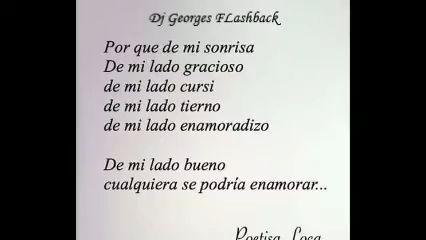 Dj Georges FLashback
Por que de mi sonrisa
De mi lado gracioso
de mi lado cursi
de mi lado tierno
de mi lado enamoradizo
De mi lado bueno
cualquiera se podría enamorar...
Poetisa Loca